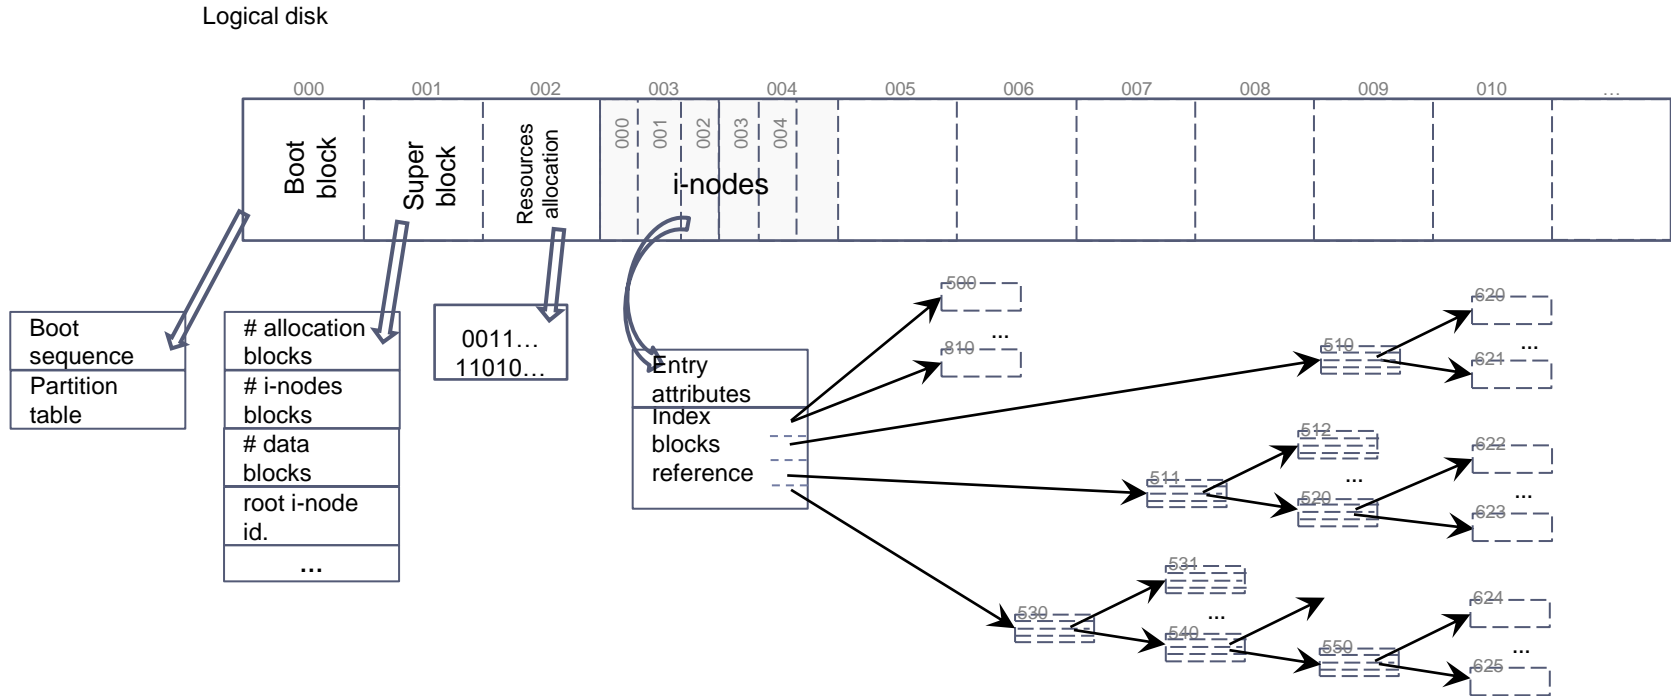 Logical disk
000 001 002 003 004 005 006 007 008 009 010 ...
Boot
block
Super
block
Resources
allocation
000
001
002
003
004
i-nodes
Boot
sequence
Partition
table
# allocation
blocks
# i-nodes
blocks
# data
blocks
root i-node
id.
...
0011...
11010...
Entry
attributes
Index
blocks
reference
500
...
810
510
620
...
621
511
512
...
520
622
...
623
530
531
...
540
550
624
...
625